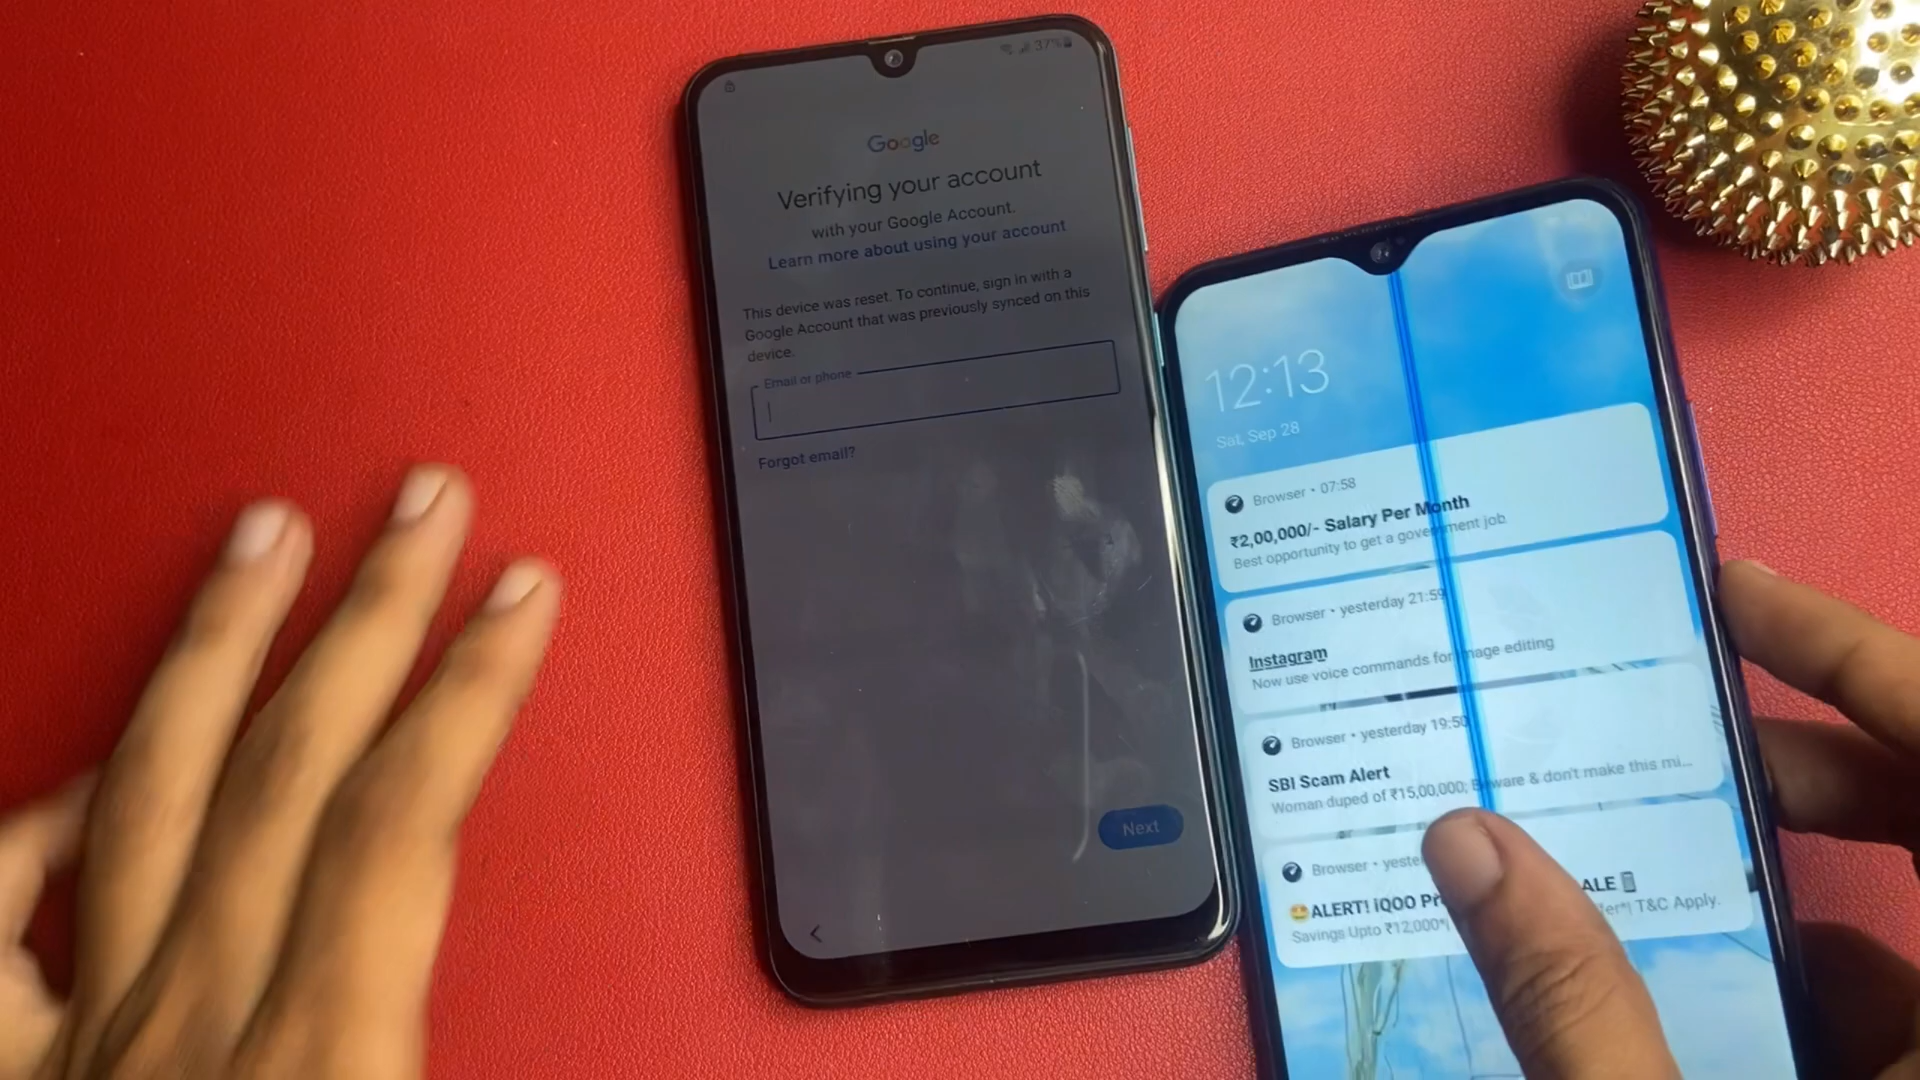 37%
Google
Verifying your account
with your Google Account.
Learn more about using your account
This device was reset. To continue, sign in with a
Google Account that was previously synced on this
device.
Email or phone
Forgot email?
Next
12:13
Sat, Sep 28
Browser • 07:58
₹2,00,000/- Salary Per Month
Best opportunity to get a government job
Browser • yesterday 21:59
Instagram
Now use voice commands for image editing
Browser • yesterday 19:50
SBI Scam Alert
Woman duped of ₹15,00,000; Beware & don't make this mi...
Browser •
🤩ALERT! iQOO
Savings Upto ₹12,000*| T&C Apply.